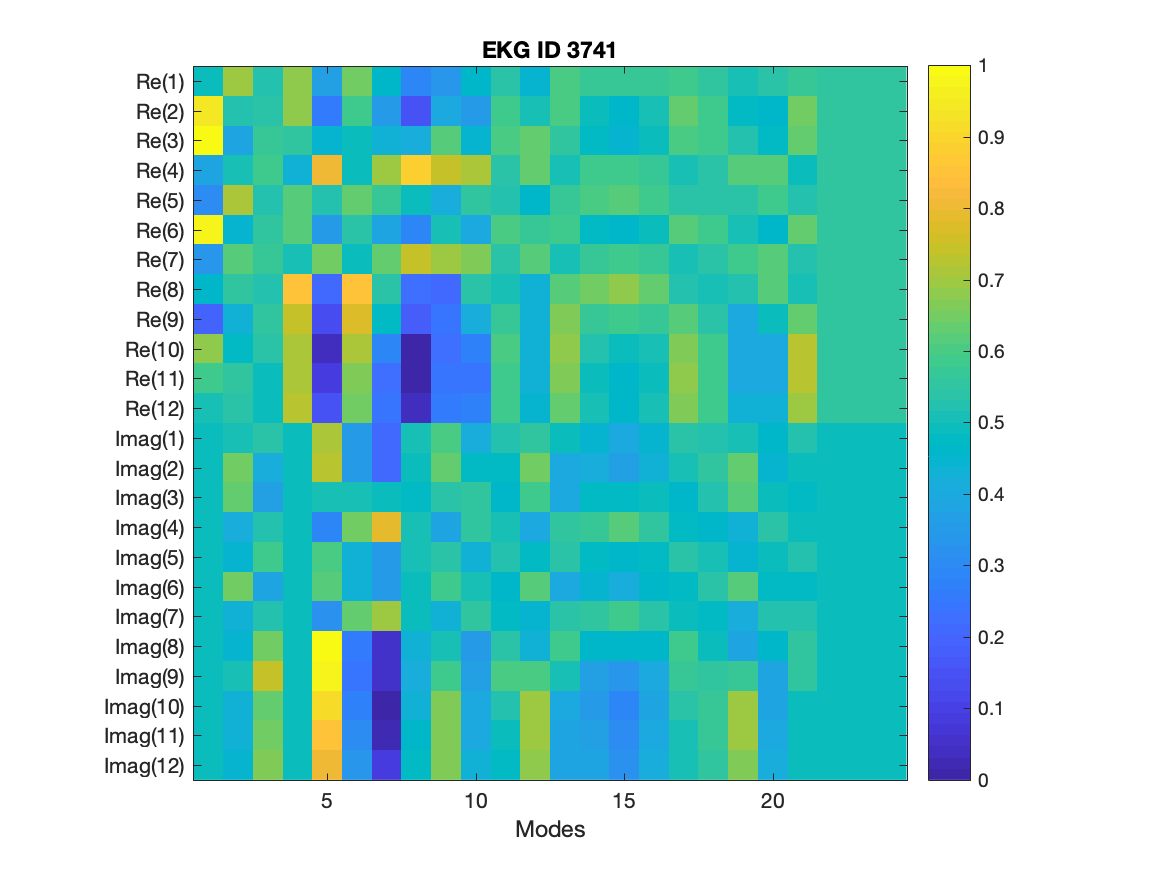 EKG ID 3741
Re(1)
Re(2)
Re(3)
Re(4)
Re(5)
Re(6)
Re(7)
Re(8)
Re(9)
Re(10)
Re(11)
Re(12)
Imag(1)
Imag(2)
Imag(3)
Imag(4)
Imag(5)
Imag(6)
Imag(7)
Imag(8)
Imag(9)
Imag(10)
Imag(11)
Imag(12)
5 10 15 20
Modes
1
0.9
0.8
0.7
0.6
0.5
0.4
0.3
0.2
0.1
0